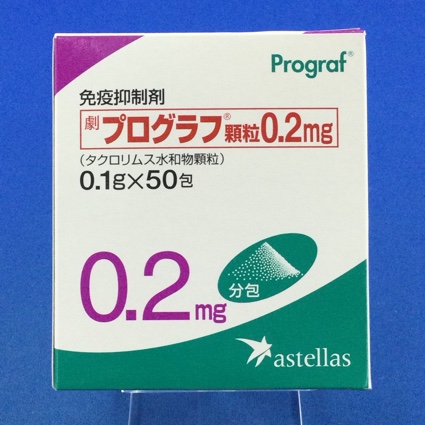 Prograf®
免疫抑制剤
劇 プログラフ®顆粒0.2mg
(タクロリムス水和物顆粒)
0.1g×50包
0.2mg
分包
astellas